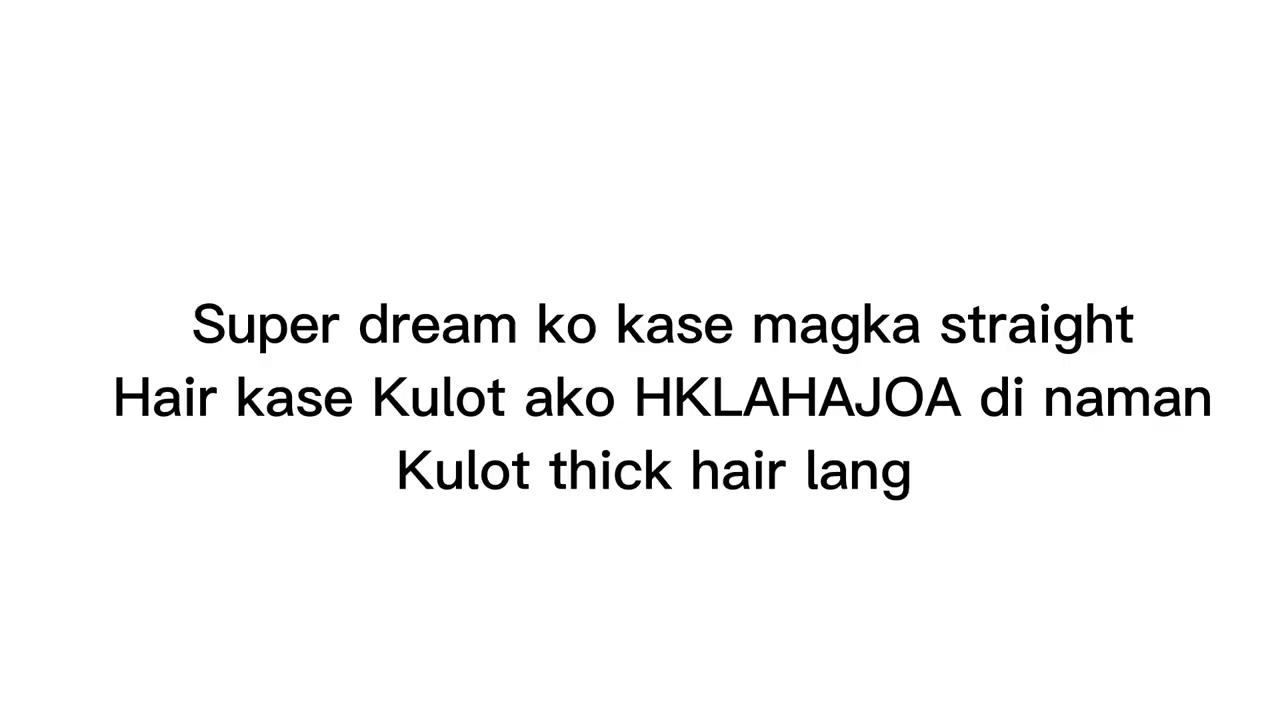 Super dream ko kase magka straight
Hair kase Kulot ako HKLAHAJOA di naman
Kulot thick hair lang